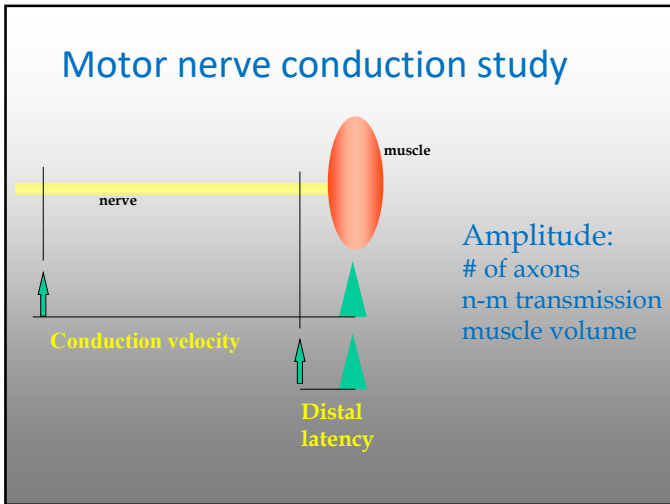 Motor nerve conduction study
muscle
nerve
Amplitude:
# of axons
n-m transmission
muscle volume
Conduction velocity
Distal
latency